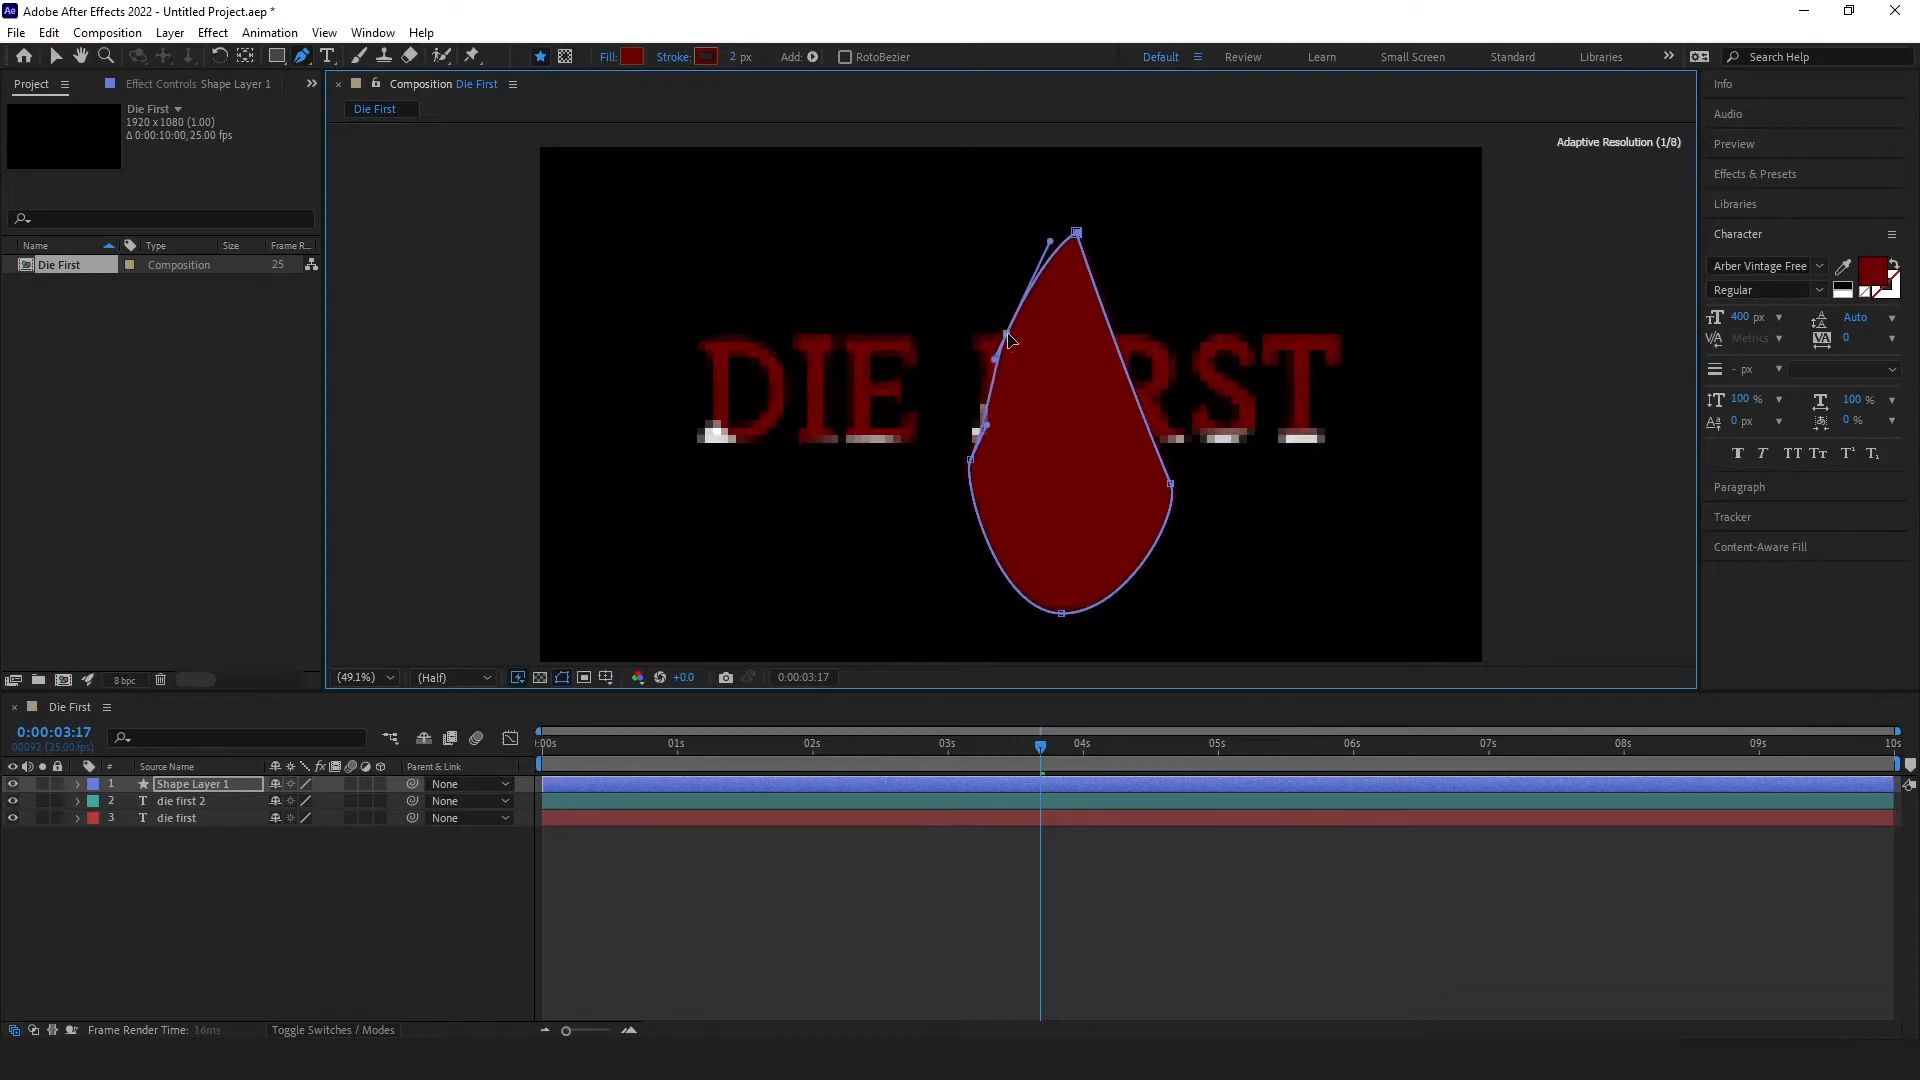 Ae Adobe After Effects 2022 - Untitled Project.aep *
File Edit Composition Layer Effect Animation View Window Help
Fill: Stroke: 2 px Add: RotoBezier Default Review Learn Small Screen Standard Libraries Search Help
Project Effect Controls Shape Layer 1
Die First
1920 x 1080 (1.00)
Δ 0:00:10:00, 25.00 fps
Name Type Size Frame R...
Die First Composition 25
8 bpc
Composition Die First
Die First
Adaptive Resolution (1/8)
DIE FIRST
(49.1%) (Half) +0.0 0:00:03:17
Info
Audio
Preview
Effects & Presets
Libraries
Character
Arber Vintage Free
Regular
400 px Auto
Metrics 0
- px
100 % 100 %
0 px 0 %
T T TT Tt T¹ T₁
Paragraph
Tracker
Content-Aware Fill
Die First
0:00:03:17
00092 (25.00 fps)
:00s 01s 02s 03s 04s 05s 06s 07s 08s 09s 10s
# Source Name fx Parent & Link
1 Shape Layer 1 None
2 T die first 2 None
3 T die first None
Frame Render Time: 16ms Toggle Switches / Modes